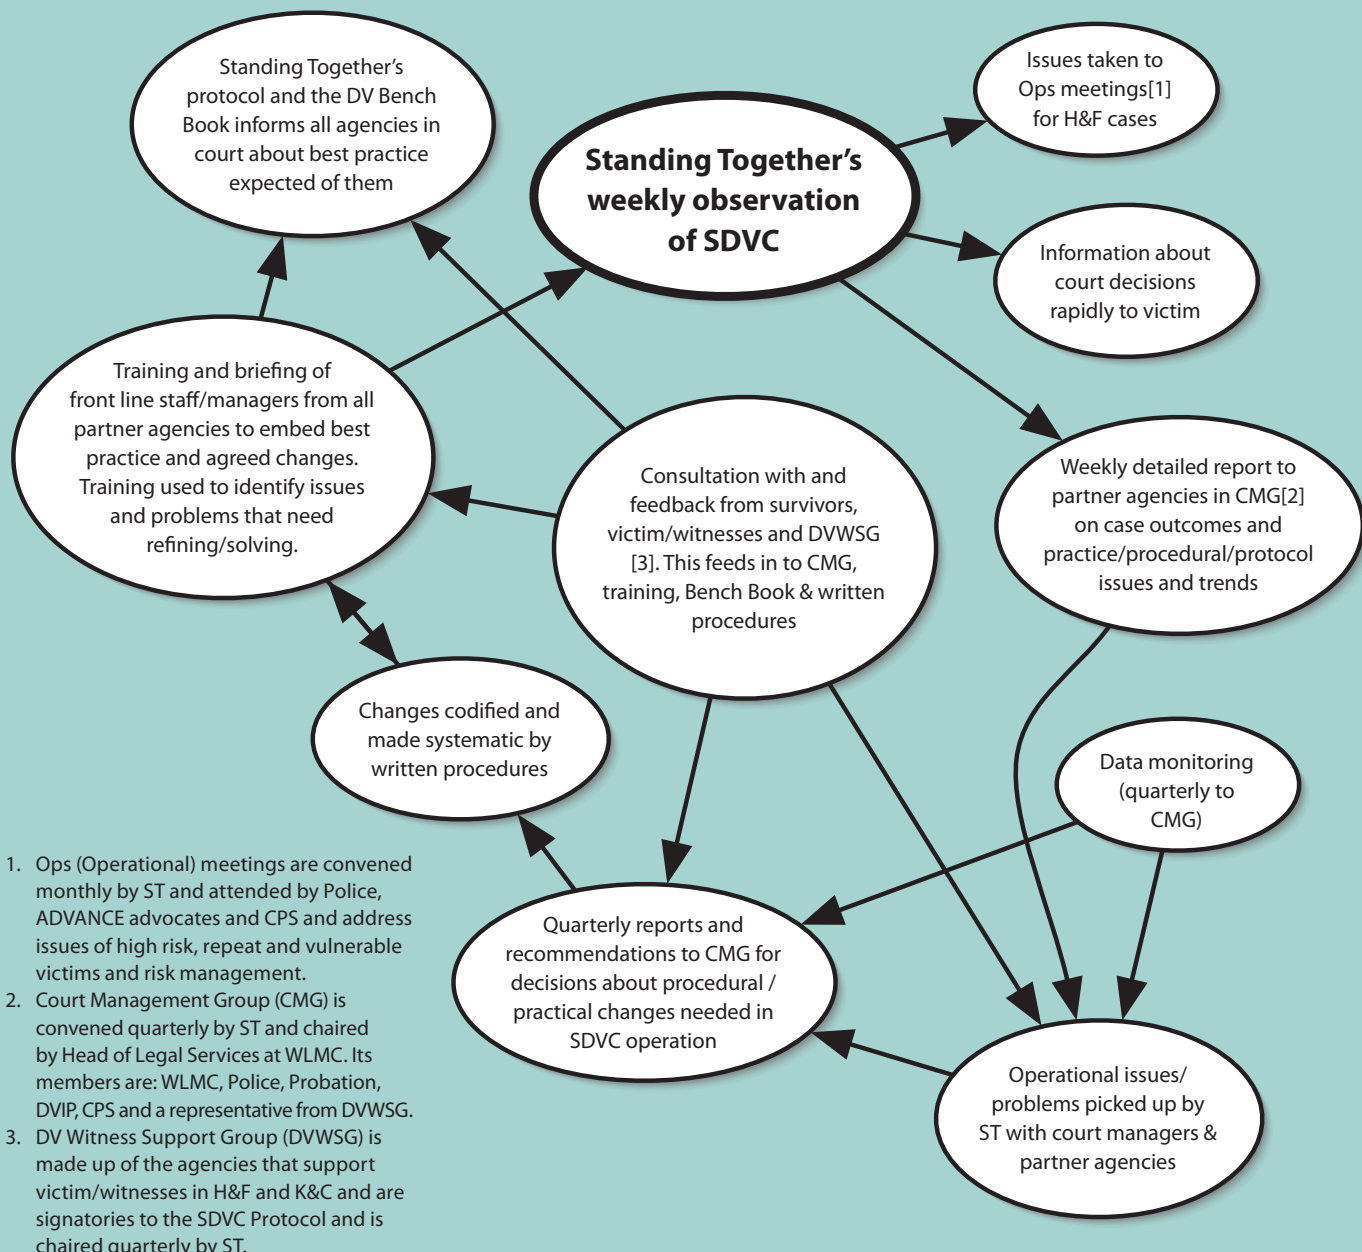 Standing Together’s
protocol and the DV Bench
Book informs all agencies in
court about best practice
expected of them
Standing Together’s
weekly observation
of SDVC
Issues taken to
Ops meetings[1]
for H&F cases
Information about
court decisions
rapidly to victim
Training and briefing of
front line staff/managers from all
partner agencies to embed best
practice and agreed changes.
Training used to identify issues
and problems that need
refining/solving.
Consultation with and
feedback from survivors,
victim/witnesses and DVWSG
[3]. This feeds in to CMG,
training, Bench Book & written
procedures
Weekly detailed report to
partner agencies in CMG[2]
on case outcomes and
practice/procedural/protocol
issues and trends
Changes codified and
made systematic by
written procedures
Data monitoring
(quarterly to
CMG)
Quarterly reports and
recommendations to CMG for
decisions about procedural /
practical changes needed in
SDVC operation
Operational issues/
problems picked up by
ST with court managers &
partner agencies
1. Ops (Operational) meetings are convened
monthly by ST and attended by Police,
ADVANCE advocates and CPS and address
issues of high risk, repeat and vulnerable
victims and risk management.
2. Court Management Group (CMG) is
convened quarterly by ST and chaired
by Head of Legal Services at WLMC. Its
members are: WLMC, Police, Probation,
DVIP, CPS and a representative from DVWSG.
3. DV Witness Support Group (DVWSG) is
made up of the agencies that support
victim/witnesses in H&F and K&C and are
signatories to the SDVC Protocol and is
chaired quarterly by ST.